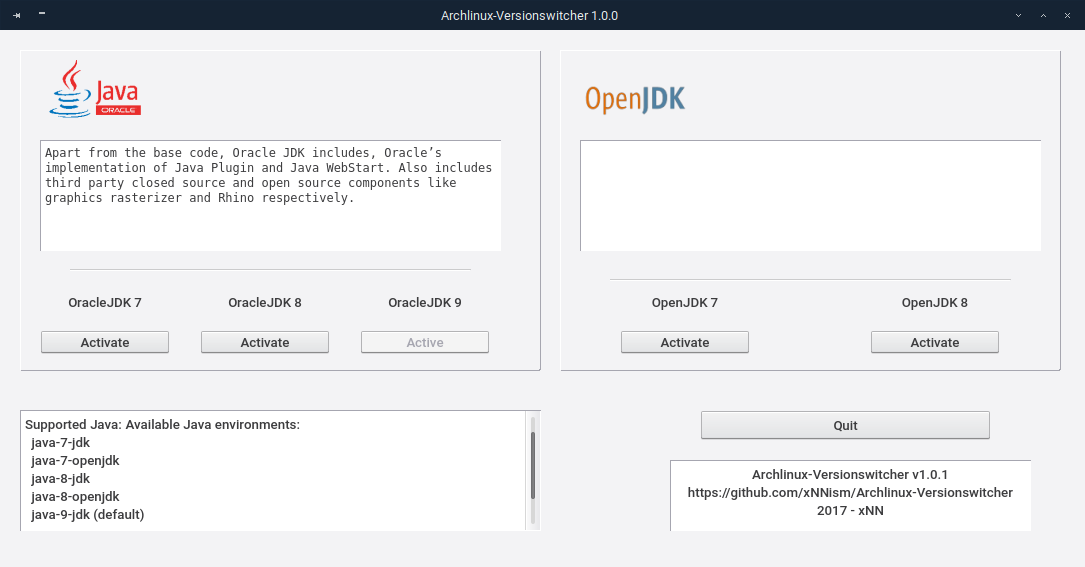 Archlinux-Versionswitcher 1.0.0
Java
ORACLE
OpenJDK
Apart from the base code, Oracle JDK includes, Oracle’s
implementation of Java Plugin and Java WebStart. Also includes
third party closed source and open source components like
graphics rasterizer and Rhino respectively.
OracleJDK 7
OracleJDK 8
OracleJDK 9
Activate
Activate
Active
OpenJDK 7
OpenJDK 8
Activate
Activate
Supported Java: Available Java environments:
java-7-jdk
java-7-openjdk
java-8-jdk
java-8-openjdk
java-9-jdk (default)
Quit
Archlinux-Versionswitcher v1.0.1
https://github.com/xNNism/Archlinux-Versionswitcher
2017 - xNN